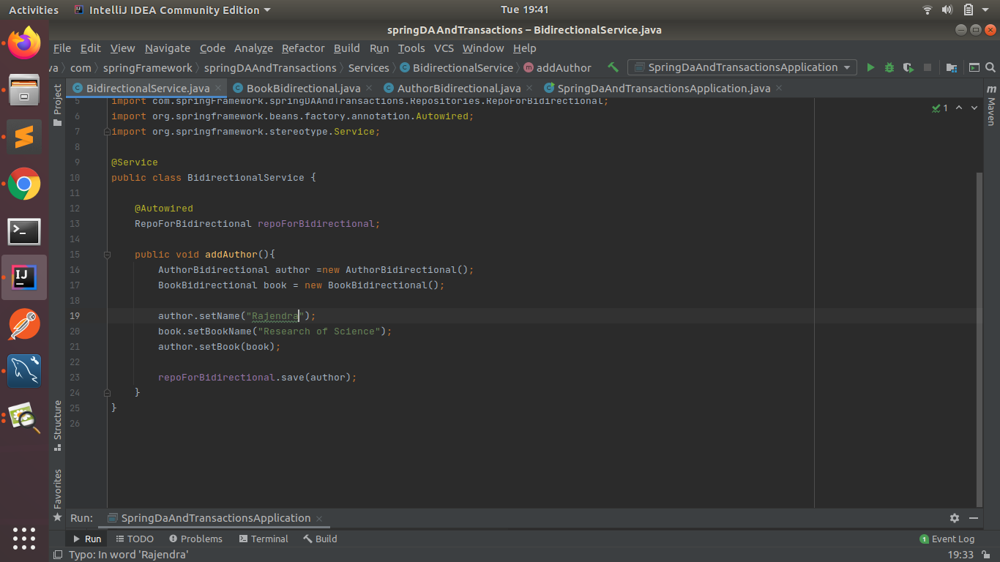 Activities IntelliJ IDEA Community Edition Tue 19:41
springDAAndTransactions – BidirectionalService.java
File Edit View Navigate Code Analyze Refactor Build Run Tools VCS Window Help
va com springFramework springDAAndTransactions Services BidirectionalService addAuthor SpringDaAndTransactionsApplication
BidirectionalService.java BookBidirectional.java AuthorBidirectional.java SpringDaAndTransactionsApplication.java
Project
Structure
Favorites
Maven
1
5 import com.springFramework.springDAAndTransactions.Repositories.RepoForBidirectional;
6 import org.springframework.beans.factory.annotation.Autowired;
7 import org.springframework.stereotype.Service;
8
9 @Service
10 public class BidirectionalService {
11
12 @Autowired
13 RepoForBidirectional repoForBidirectional;
14
15 public void addAuthor(){
16 AuthorBidirectional author =new AuthorBidirectional();
17 BookBidirectional book = new BookBidirectional();
18
19 author.setName("Rajendra");
20 book.setBookName("Research of Science");
21 author.setBook(book);
22
23 repoForBidirectional.save(author);
24 }
25 }
26
Run: SpringDaAndTransactionsApplication
Run TODO Problems Terminal Build 1 Event Log
Typo: In word 'Rajendra' 19:33